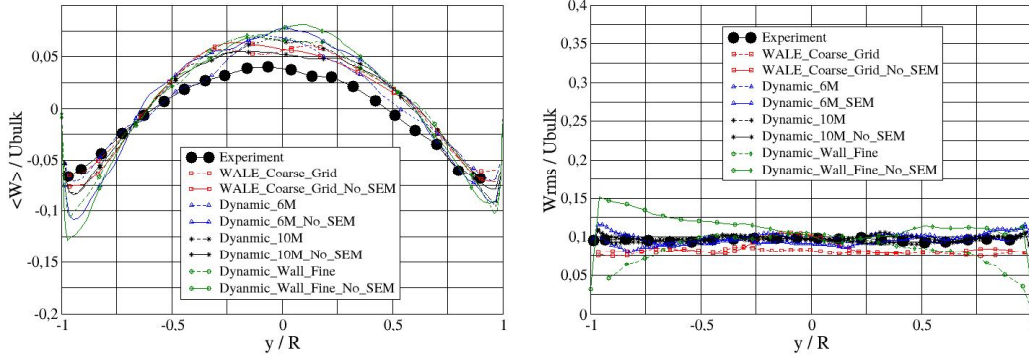 <W> / Ubulk
0,05
0
-0,05
-0,1
-0,15
-0,2
-1
-0,5
0
0,5
1
y / R
Experiment
WALE_Coarse_Grid
WALE_Coarse_Grid_No_SEM
Dynamic_6M
Dynamic_6M_No_SEM
Dyanmic_10M
Dynamic_10M_No_SEM
Dynamic_Wall_Fine
Dyanmic_Wall_Fine_No_SEM
Wrms / Ubulk
0,4
0,35
0,3
0,25
0,2
0,15
0,1
0,05
0
-1
-0,5
0
0,5
1
y / R
Experiment
WALE_Coarse_Grid
WALE_Coarse_Grid_No_SEM
Dynamic_6M
Dynamic_6M_SEM
Dynamic_10M
Dynamic_10M_No_SEM
Dynamic_Wall_Fine
Dynamic_Wall_Fine_No_SEM